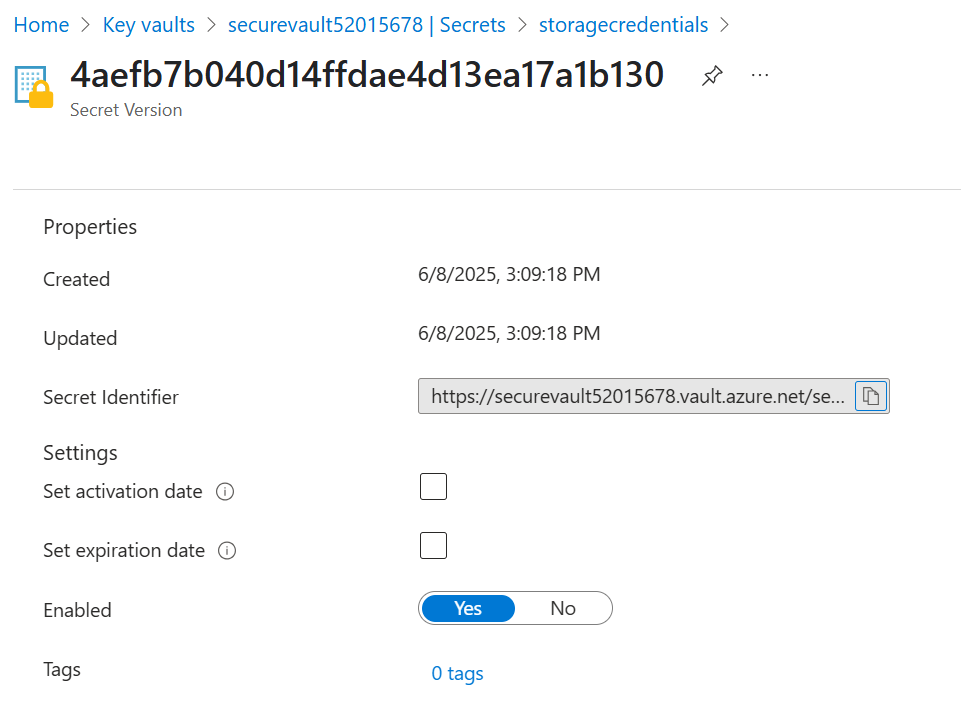 Home > Key vaults > securevault52015678 | Secrets > storagecredentials >
4aefb7b040d14ffdae4d13ea17a1b130 ...
Secret Version
Properties
Created 6/8/2025, 3:09:18 PM
Updated 6/8/2025, 3:09:18 PM
Secret Identifier https://securevault52015678.vault.azure.net/se...
Settings
Set activation date
Set expiration date
Enabled Yes No
Tags 0 tags